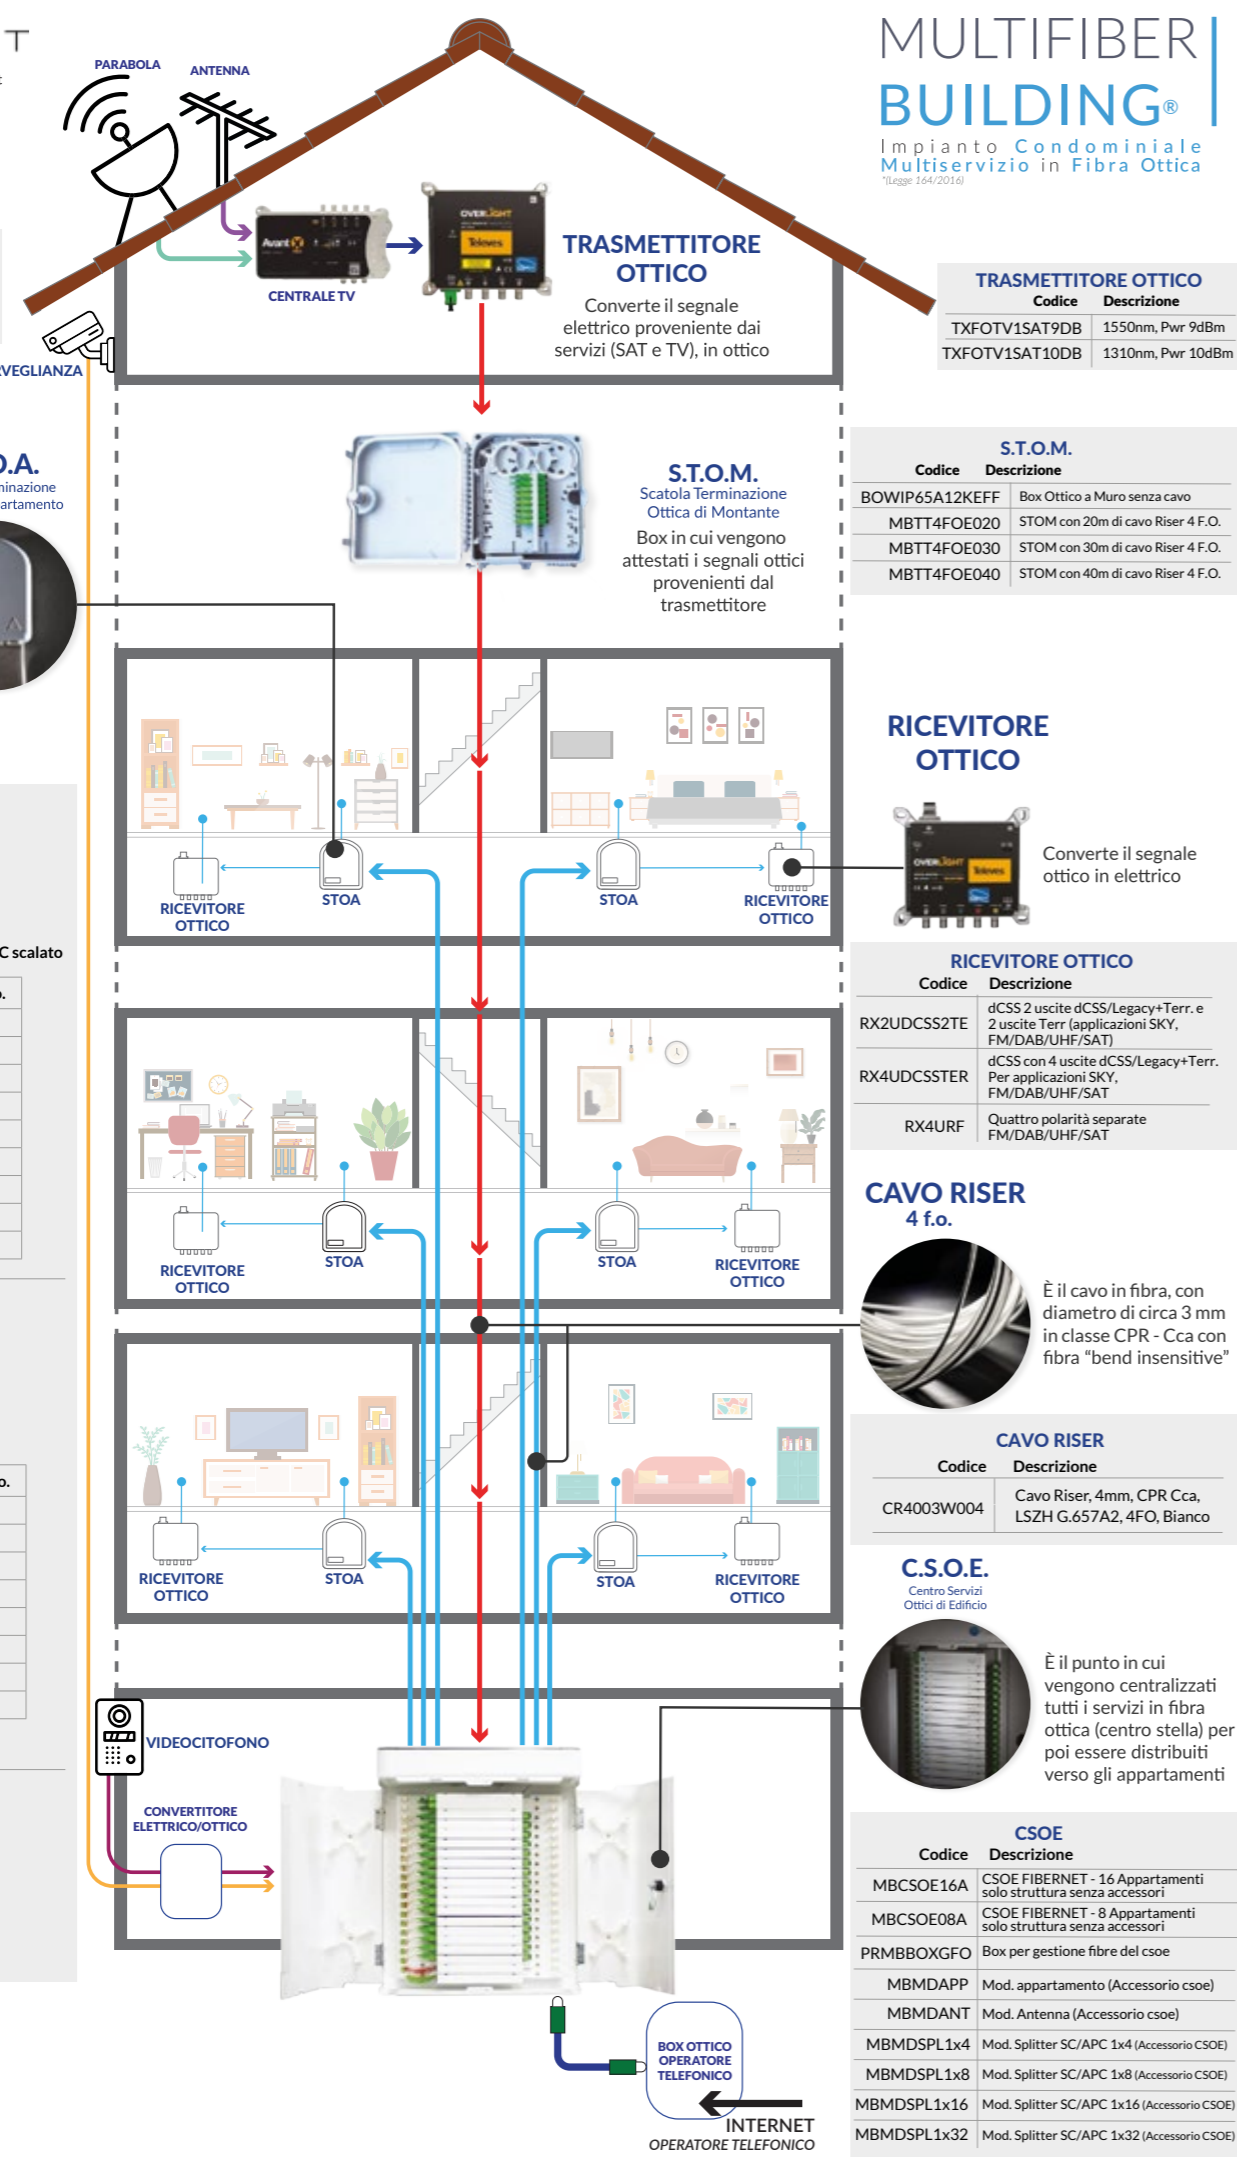 T
PARABOLA
ANTENNA
MULTIFIBER
BUILDING®
Impianto Condominiale
Multiservizio in Fibra Ottica
*(Legge 164/2016)
Avant X
CENTRALE TV
OVERLIGHT
Televes
TRASMETTITORE
OTTICO
Converte il segnale
elettrico proveniente dai
servizi (SAT e TV), in ottico
VEGLIANZA
TRASMETTITORE OTTICO
Codice Descrizione
TXFOTV1SAT9DB 1550nm, Pwr 9dBm
TXFOTV1SAT10DB 1310nm, Pwr 10dBm
O.A.
minazione
artamento
S.T.O.M.
Scatola Terminazione
Ottica di Montante
Box in cui vengono
attestati i segnali ottici
provenienti dal
trasmettitore
S.T.O.M.
Codice Descrizione
BOWIP65A12KEFF Box Ottico a Muro senza cavo
MBTT4FOE020 STOM con 20m di cavo Riser 4 F.O.
MBTT4FOE030 STOM con 30m di cavo Riser 4 F.O.
MBTT4FOE040 STOM con 40m di cavo Riser 4 F.O.
RICEVITORE
OTTICO
OVERLIGHT
Televes
Converte il segnale
ottico in elettrico
RICEVITORE
OTTICO
STOA
STOA
RICEVITORE
OTTICO
C scalato
o.
RICEVITORE OTTICO
Codice Descrizione
RX2UDCSS2TE dCSS 2 uscite dCSS/Legacy+Terr. e
2 uscite Terr (applicazioni SKY,
FM/DAB/UHF/SAT)
RX4UDCSSTER dCSS con 4 uscite dCSS/Legacy+Terr.
Per applicazioni SKY,
FM/DAB/UHF/SAT
RX4URF Quattro polarità separate
FM/DAB/UHF/SAT
RICEVITORE
OTTICO
STOA
STOA
RICEVITORE
OTTICO
CAVO RISER
4 f.o.
È il cavo in fibra, con
diametro di circa 3 mm
in classe CPR - Cca con
fibra “bend insensitive”
CAVO RISER
Codice Descrizione
CR4003W004 Cavo Riser, 4mm, CPR Cca,
LSZH G.657A2, 4FO, Bianco
o.
RICEVITORE
OTTICO
STOA
STOA
RICEVITORE
OTTICO
C.S.O.E.
Centro Servizi
Ottici di Edificio
È il punto in cui
vengono centralizzati
tutti i servizi in fibra
ottica (centro stella) per
poi essere distribuiti
verso gli appartamenti
VIDEOCITOFONO
CONVERTITORE
ELETTRICO/OTTICO
CSOE
Codice Descrizione
MBCSOE16A CSOE FIBERNET - 16 Appartamenti
solo struttura senza accessori
MBCSOE08A CSOE FIBERNET - 8 Appartamenti
solo struttura senza accessori
PRMBBOXGFO Box per gestione fibre del csoe
MBMDAPP Mod. appartamento (Accessorio csoe)
MBMDANT Mod. Antenna (Accessorio csoe)
MBMDSPL1x4 Mod. Splitter SC/APC 1x4 (Accessorio CSOE)
MBMDSPL1x8 Mod. Splitter SC/APC 1x8 (Accessorio CSOE)
MBMDSPL1x16 Mod. Splitter SC/APC 1x16 (Accessorio CSOE)
MBMDSPL1x32 Mod. Splitter SC/APC 1x32 (Accessorio CSOE)
BOX OTTICO
OPERATORE
TELEFONICO
INTERNET
OPERATORE TELEFONICO